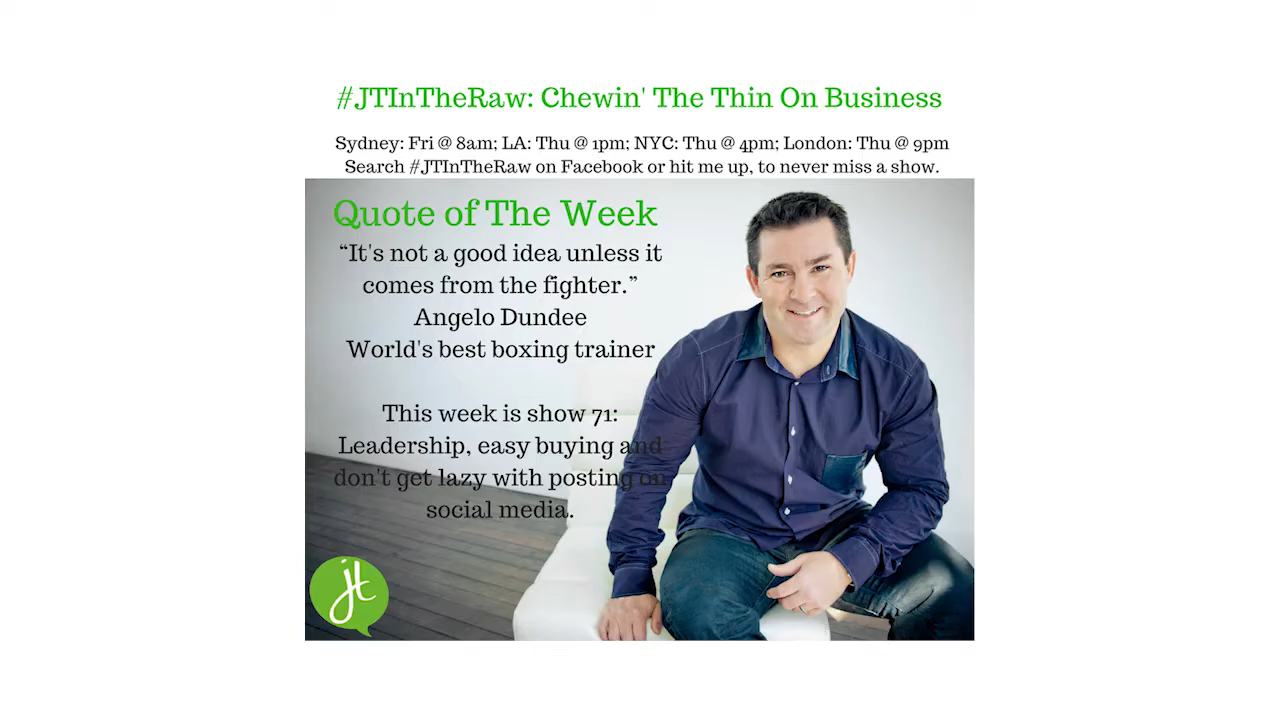 #JTInTheRaw: Chewin' The Thin On Business
Sydney: Fri @ 8am; LA: Thu @ 1pm; NYC: Thu @ 4pm; London: Thu @ 9pm
Search #JTInTheRaw on Facebook or hit me up, to never miss a show.
Quote of The Week
“It's not a good idea unless it
comes from the fighter.”
Angelo Dundee
World's best boxing trainer
This week is show 71:
Leadership, easy buying and
don't get lazy with posting on
social media.
jt